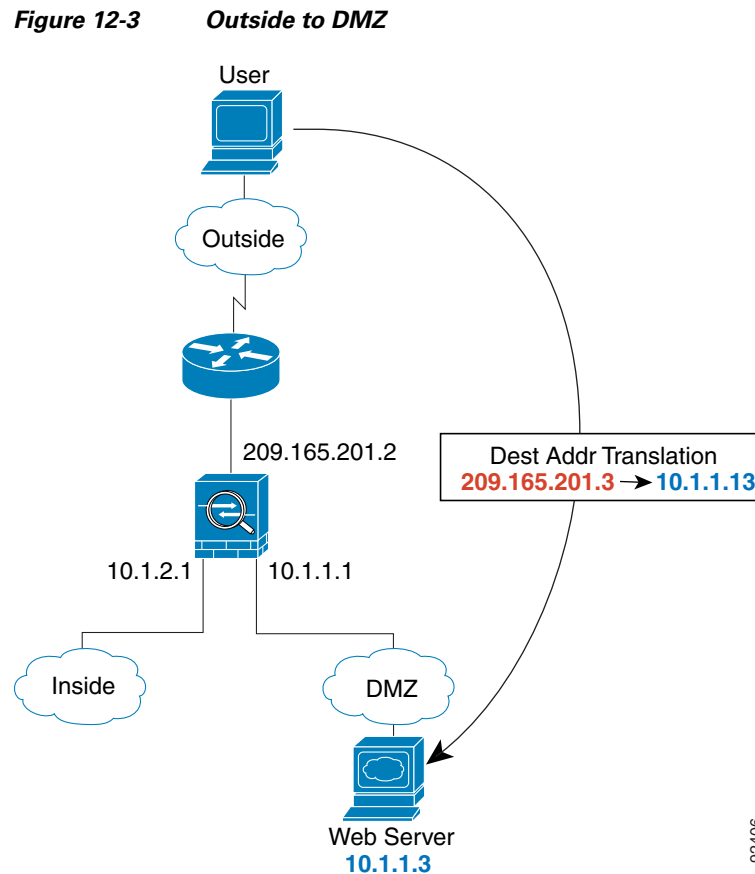 Figure 12-3 Outside to DMZ
User
Outside
209.165.201.2
Dest Addr Translation
209.165.201.3 10.1.1.13
10.1.2.1
10.1.1.1
Inside
DMZ
Web Server
10.1.1.3